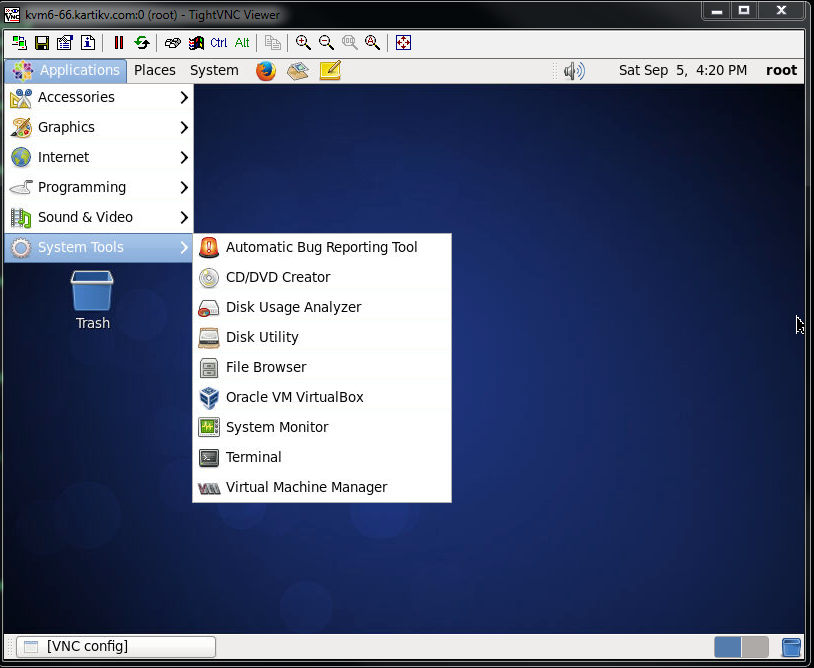 kvm6-66.kartikv.com:0 (root) - TightVNC Viewer
Ctrl Alt
Applications Places System Sat Sep 5, 4:20 PM root
Accessories
Graphics
Internet
Programming
Sound & Video
System Tools
Automatic Bug Reporting Tool
CD/DVD Creator
Disk Usage Analyzer
Disk Utility
File Browser
Oracle VM VirtualBox
System Monitor
Terminal
Virtual Machine Manager
Trash
[VNC config]